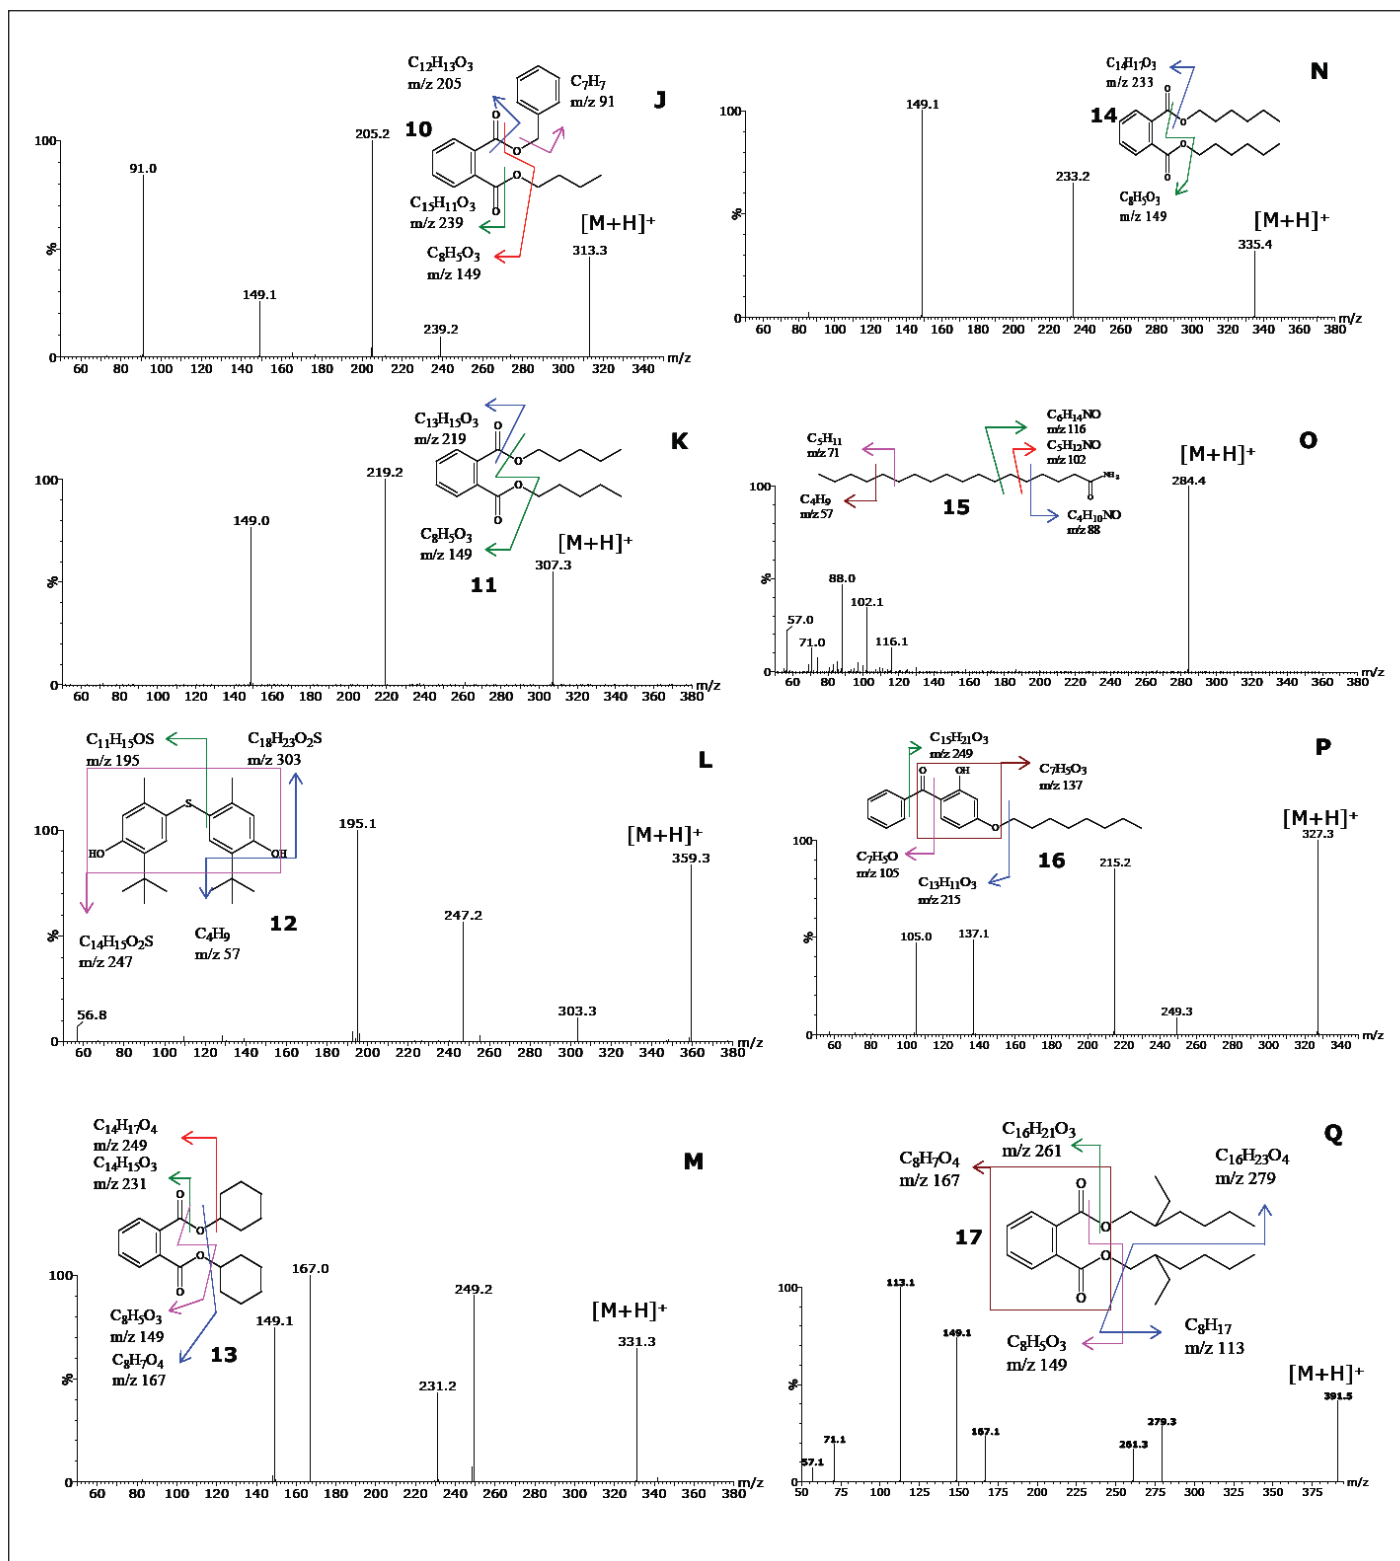 J
C12H13O3
m/z 205
C7H7
m/z 91
10
O
O
O
O
C15H11O3
m/z 239
C8H5O3
m/z 149
[M+H]+
100
%
0
91.0
149.1
205.2
239.2
313.3
60 80 100 120 140 160 180 200 220 240 260 280 300 320 340
m/z
N
C14H17O3
m/z 233
14
O
O
O
O
C8H5O3
m/z 149
[M+H]+
100
%
0
149.1
233.2
335.4
60 80 100 120 140 160 180 200 220 240 260 280 300 320 340 360 380
m/z
K
C13H15O3
m/z 219
O
O
O
O
C8H5O3
m/z 149
11
[M+H]+
100
%
0
149.0
219.2
307.3
60 80 100 120 140 160 180 200 220 240 260 280 300 320 340 360 380
m/z
O
C6H14NO
m/z 116
C5H11
m/z 71
C5H12NO
m/z 102
NH2
O
C4H9
m/z 57
15
C4H10NO
m/z 88
[M+H]+
100
%
0
57.0
71.0
88.0
102.1
116.1
284.4
60 80 100 120 140 160 180 200 220 240 260 280 300 320 340 360 380
m/z
L
C11H15OS
m/z 195
C18H23O2S
m/z 303
S
HO
OH
12
C14H15O2S
m/z 247
C4H9
m/z 57
[M+H]+
100
%
0
56.8
195.1
247.2
303.3
359.3
60 80 100 120 140 160 180 200 220 240 260 280 300 320 340 360 380
m/z
P
C15H21O3
m/z 249
C7H5O3
m/z 137
O
OH
O
C7H5O
m/z 105
C13H11O3
m/z 215
16
[M+H]+
100
%
0
105.0
137.1
215.2
249.3
327.3
60 80 100 120 140 160 180 200 220 240 260 280 300 320 340
m/z
M
C14H17O4
m/z 249
C14H15O3
m/z 231
O
O
O
O
C8H5O3
m/z 149
C8H7O4
m/z 167
13
[M+H]+
100
%
0
149.1
167.0
231.2
249.2
331.3
60 80 100 120 140 160 180 200 220 240 260 280 300 320 340 360 380
m/z
Q
C16H21O3
m/z 261
C8H7O4
m/z 167
C16H23O4
m/z 279
17
O
O
O
O
C8H5O3
m/z 149
C8H17
m/z 113
[M+H]+
100
%
0
57.1
71.1
113.1
149.1
167.1
261.3
279.3
391.5
50 75 100 125 150 175 200 225 250 275 300 325 350 375
m/z